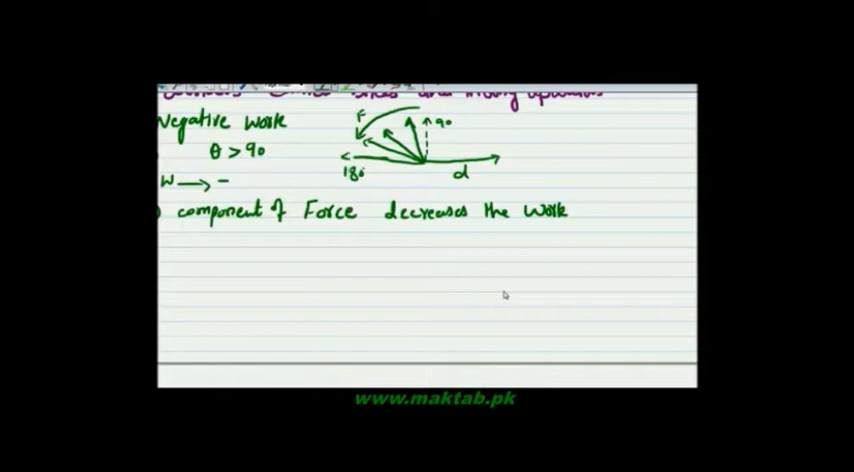 Negative Work
F
90
θ > 90
180
d
W → -
component of Force decreases the Work
www.maktab.pk